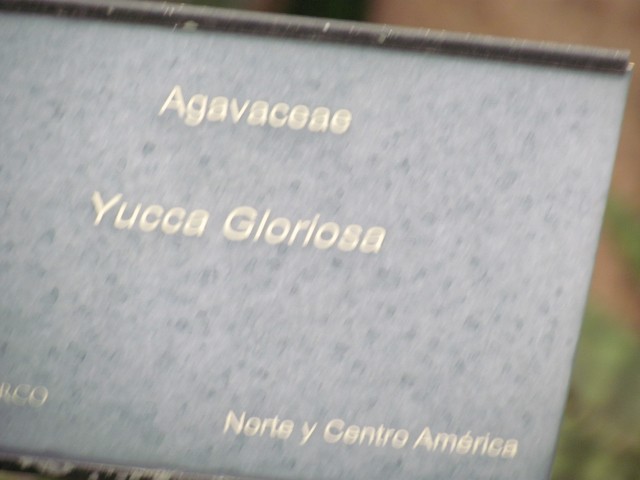 Agavaceae
Yucca Gloriosa
Norte y Centro América